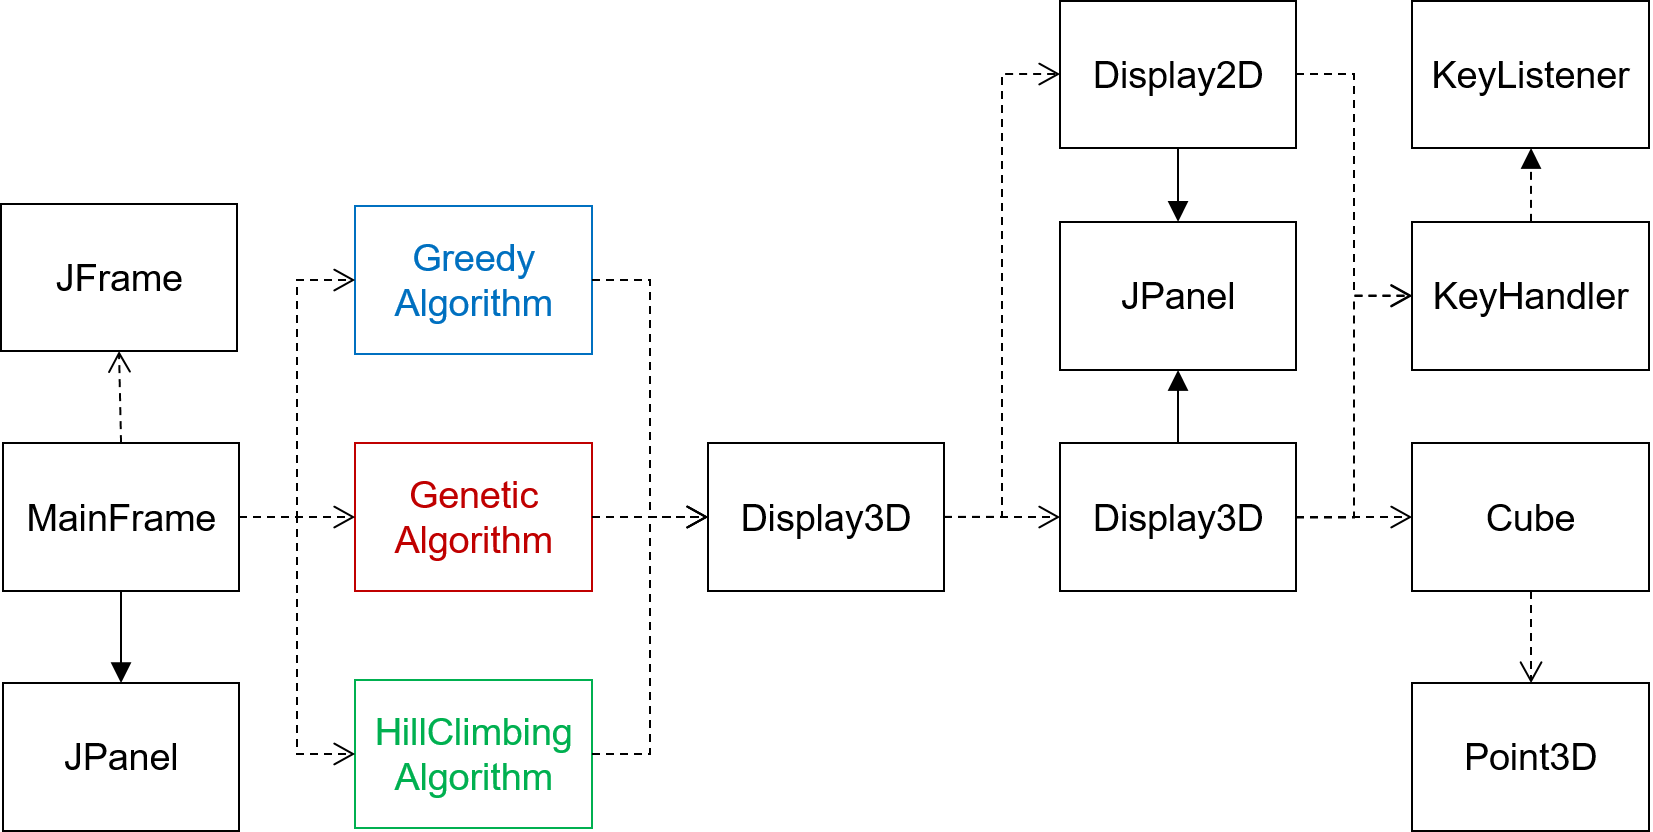 Display2D
KeyListener
JFrame
Greedy
Algorithm
JPanel
KeyHandler
MainFrame
Genetic
Algorithm
Display3D
Display3D
Cube
JPanel
HillClimbing
Algorithm
Point3D